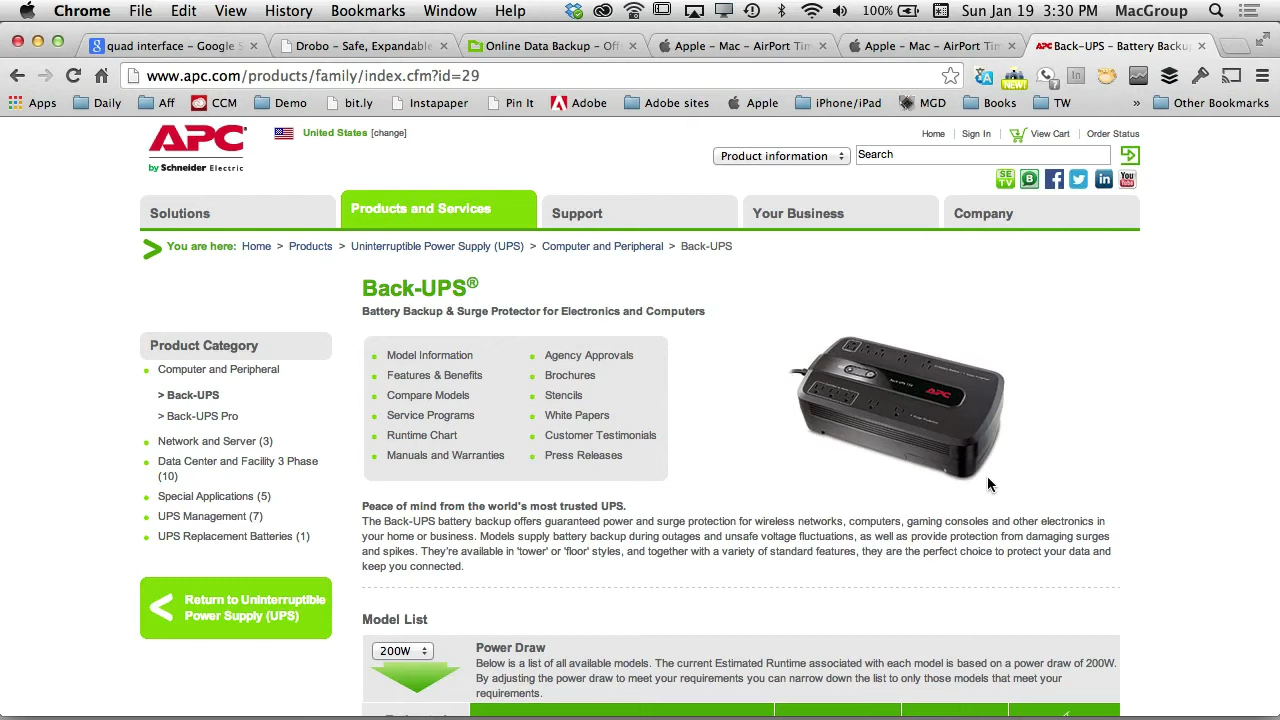 Chrome File Edit View History Bookmarks Window Help 100% Sun Jan 19 3:30 PM MacGroup
quad interface - Google S Drobo - Safe, Expandable Online Data Backup - Off Apple - Mac - AirPort Tim Apple - Mac - AirPort Tim APC Back-UPS - Battery Backup
www.apc.com/products/family/index.cfm?id=29
NEW!
Apps Daily Aff CCM Demo bit.ly Instapaper Pin It Adobe Adobe sites Apple iPhone/iPad MGD Books TW » Other Bookmarks
APC
by Schneider Electric
United States [change]
Home Sign In View Cart Order Status
Product information Search
SE TV B in You Tube
Solutions Products and Services Support Your Business Company
You are here: Home > Products > Uninterruptible Power Supply (UPS) > Computer and Peripheral > Back-UPS
Back-UPS®
Battery Backup & Surge Protector for Electronics and Computers
Product Category
Computer and Peripheral
> Back-UPS
> Back-UPS Pro
Network and Server (3)
Data Center and Facility 3 Phase
(10)
Special Applications (5)
UPS Management (7)
UPS Replacement Batteries (1)
Return to Uninterruptible
Power Supply (UPS)
Model Information
Features & Benefits
Compare Models
Service Programs
Runtime Chart
Manuals and Warranties
Agency Approvals
Brochures
Stencils
White Papers
Customer Testimonials
Press Releases
APC
Peace of mind from the world's most trusted UPS.
The Back-UPS battery backup offers guaranteed power and surge protection for wireless networks, computers, gaming consoles and other electronics in
your home or business. Models supply battery backup during outages and unsafe voltage fluctuations, as well as provide protection from damaging surges
and spikes. They're available in 'tower' or 'floor' styles, and together with a variety of standard features, they are the perfect choice to protect your data and
keep you connected.
Model List
200W
Power Draw
Below is a list of all available models. The current Estimated Runtime associated with each model is based on a power draw of 200W.
By adjusting the power draw to meet your requirements you can narrow down the list to only those models that meet your
requirements.